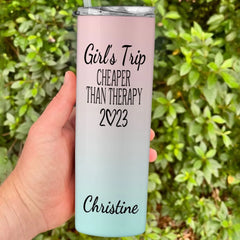 Girl's Trip
CHEAPER
THAN THERAPY
2023
Christine